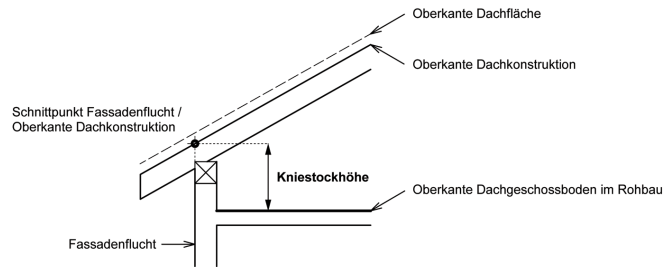 Oberkante Dachfläche
Oberkante Dachkonstruktion
Schnittpunkt Fassadenflucht /
Oberkante Dachkonstruktion
Kniestockhöhe
Oberkante Dachgeschossboden im Rohbau
Fassadenflucht